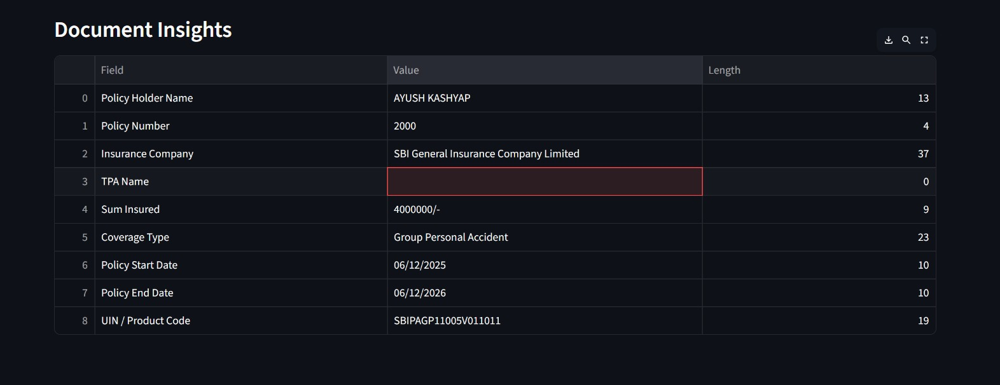 Document Insights
Field Value Length
0 Policy Holder Name AYUSH KASHYAP 13
1 Policy Number 2000 4
2 Insurance Company SBI General Insurance Company Limited 37
3 TPA Name 0
4 Sum Insured 4000000/- 9
5 Coverage Type Group Personal Accident 23
6 Policy Start Date 06/12/2025 10
7 Policy End Date 06/12/2026 10
8 UIN / Product Code SBIPAGP11005V011011 19